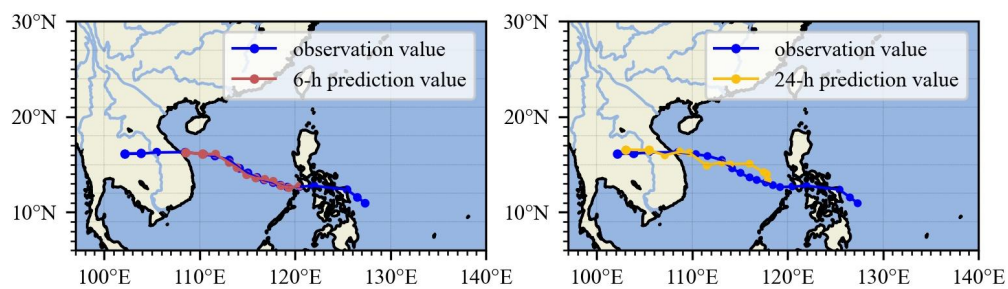 30°N
20°N
10°N
observation value
6-h prediction value
100°E 110°E 120°E 130°E 140°E
30°N
20°N
10°N
observation value
24-h prediction value
100°E 110°E 120°E 130°E 140°E